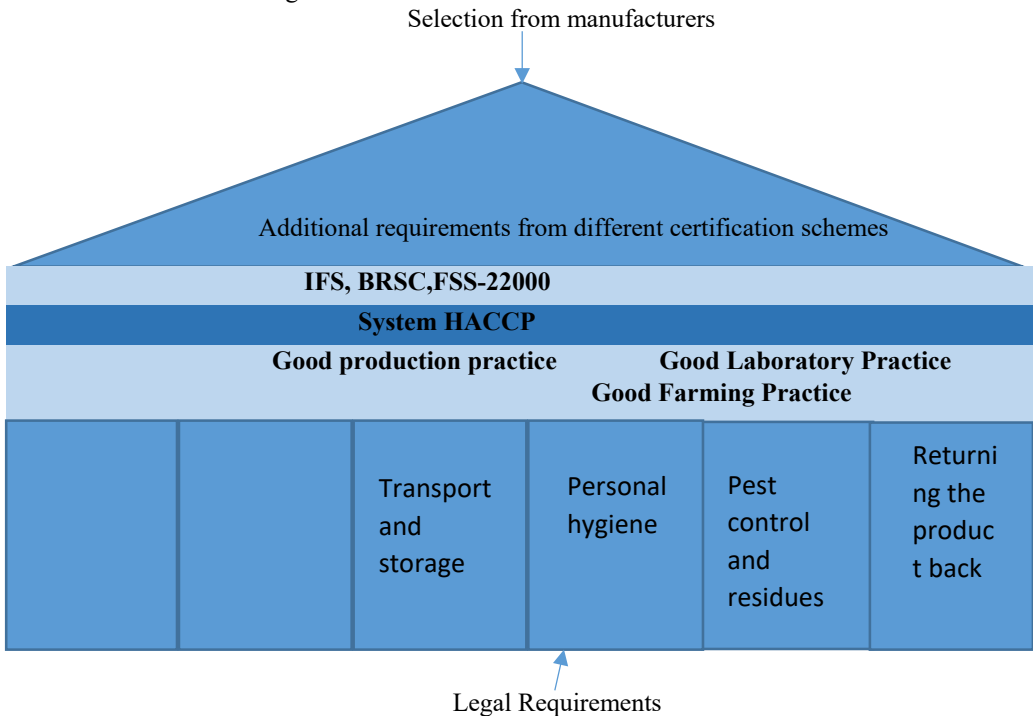 Selection from manufacturers
Additional requirements from different certification schemes
IFS, BRSC,FSS-22000
System HACCP
Good production practice Good Laboratory Practice
Good Farming Practice
Transport
and
storage
Personal
hygiene
Pest
control
and
residues
Returni
ng the
produc
t back
Legal Requirements